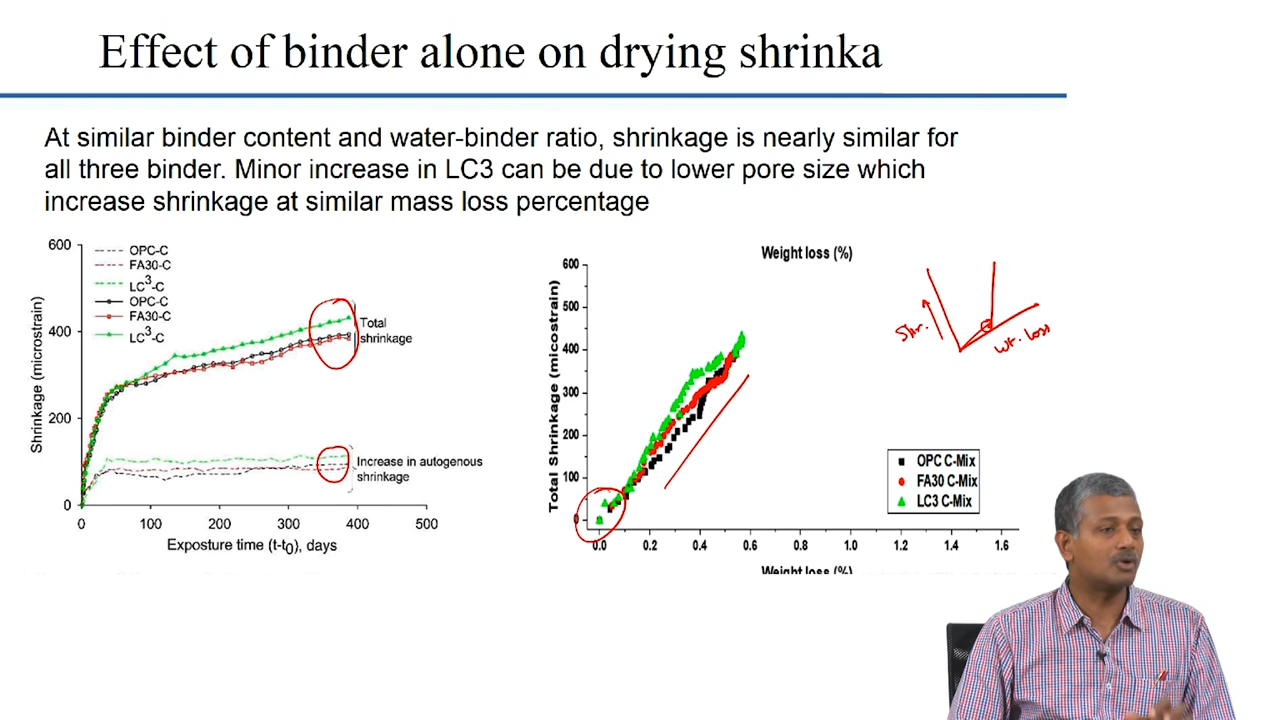 Effect of binder alone on drying shrinka
At similar binder content and water-binder ratio, shrinkage is nearly similar for
all three binder. Minor increase in LC3 can be due to lower pore size which
increase shrinkage at similar mass loss percentage
600
400
200
0
Shrinkage (microstrain)
OPC-C
FA30-C
LC³-C
OPC-C
FA30-C
LC³-C
Total
shrinkage
Increase in autogenous
shrinkage
0 100 200 300 400 500
Exposture time (t-t₀), days
Weight loss (%)
600
500
400
300
200
100
0
Total Shrinkage (micostrain)
OPC C-Mix
FA30 C-Mix
LC3 C-Mix
0.0 0.2 0.4 0.6 0.8 1.0 1.2 1.4 1.6
Weight loss (%)
Shr.
wt. loss